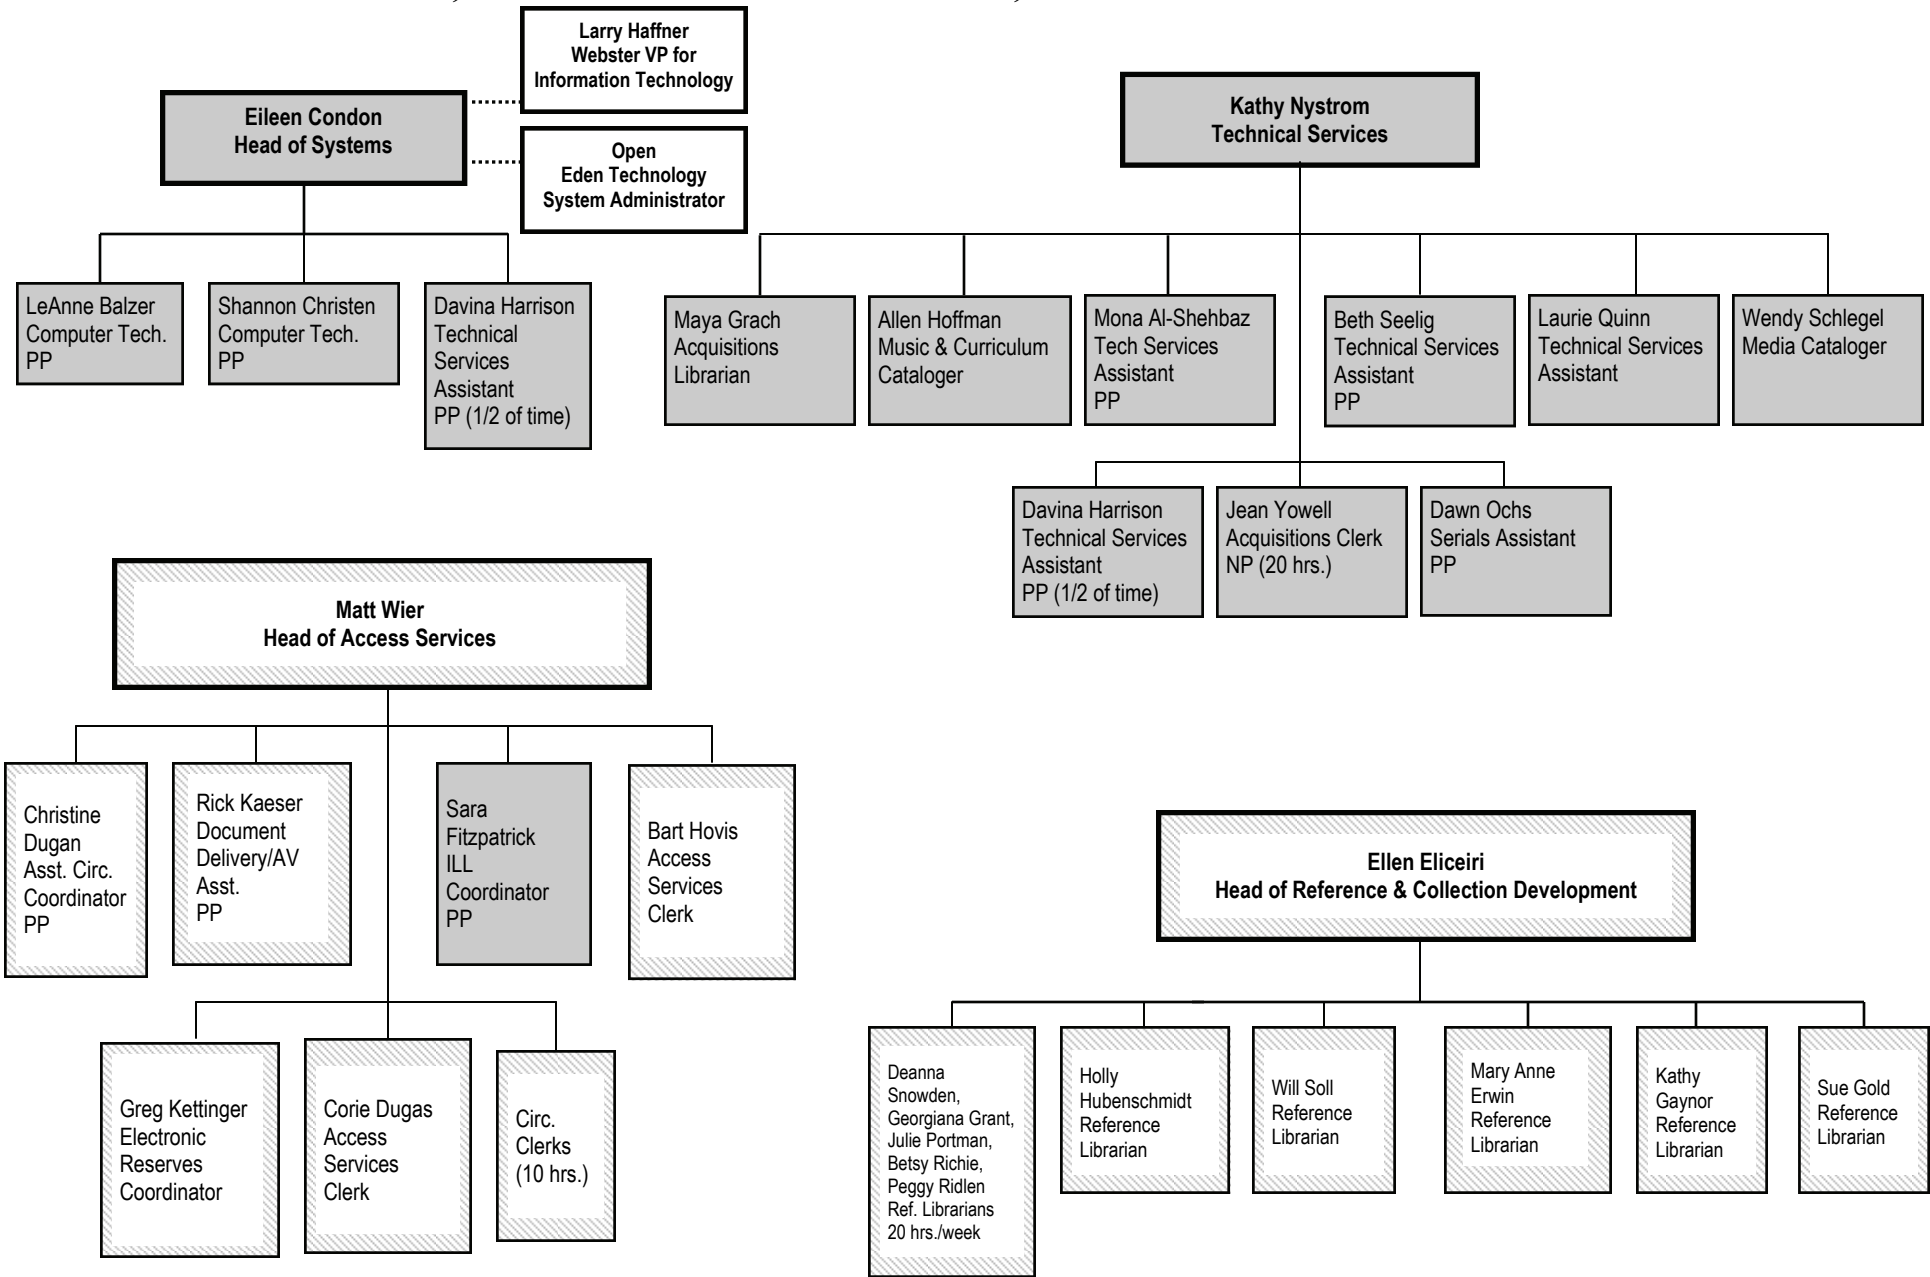 Larry Haffner
Webster VP for
Information Technology
Eileen Condon
Head of Systems
Open
Eden Technology
System Administrator
LeAnne Balzer
Computer Tech.
PP
Shannon Christen
Computer Tech.
PP
Davina Harrison
Technical
Services
Assistant
PP (1/2 of time)
Kathy Nystrom
Technical Services
Maya Grach
Acquisitions
Librarian
Allen Hoffman
Music & Curriculum
Cataloger
Mona Al-Shehbaz
Tech Services
Assistant
PP
Beth Seelig
Technical Services
Assistant
PP
Laurie Quinn
Technical Services
Assistant
Wendy Schlegel
Media Cataloger
Davina Harrison
Technical Services
Assistant
PP (1/2 of time)
Jean Yowell
Acquisitions Clerk
NP (20 hrs.)
Dawn Ochs
Serials Assistant
PP
Matt Wier
Head of Access Services
Christine
Dugan
Asst. Circ.
Coordinator
PP
Rick Kaeser
Document
Delivery/AV
Asst.
PP
Sara
Fitzpatrick
ILL
Coordinator
PP
Bart Hovis
Access
Services
Clerk
Greg Kettinger
Electronic
Reserves
Coordinator
Corie Dugas
Access
Services
Clerk
Circ.
Clerks
(10 hrs.)
Ellen Eliceiri
Head of Reference & Collection Development
Deanna
Snowden,
Georgiana Grant,
Julie Portman,
Betsy Richie,
Peggy Ridlen
Ref. Librarians
20 hrs./week
Holly
Hubenschmidt
Reference
Librarian
Will Soll
Reference
Librarian
Mary Anne
Erwin
Reference
Librarian
Kathy
Gaynor
Reference
Librarian
Sue Gold
Reference
Librarian